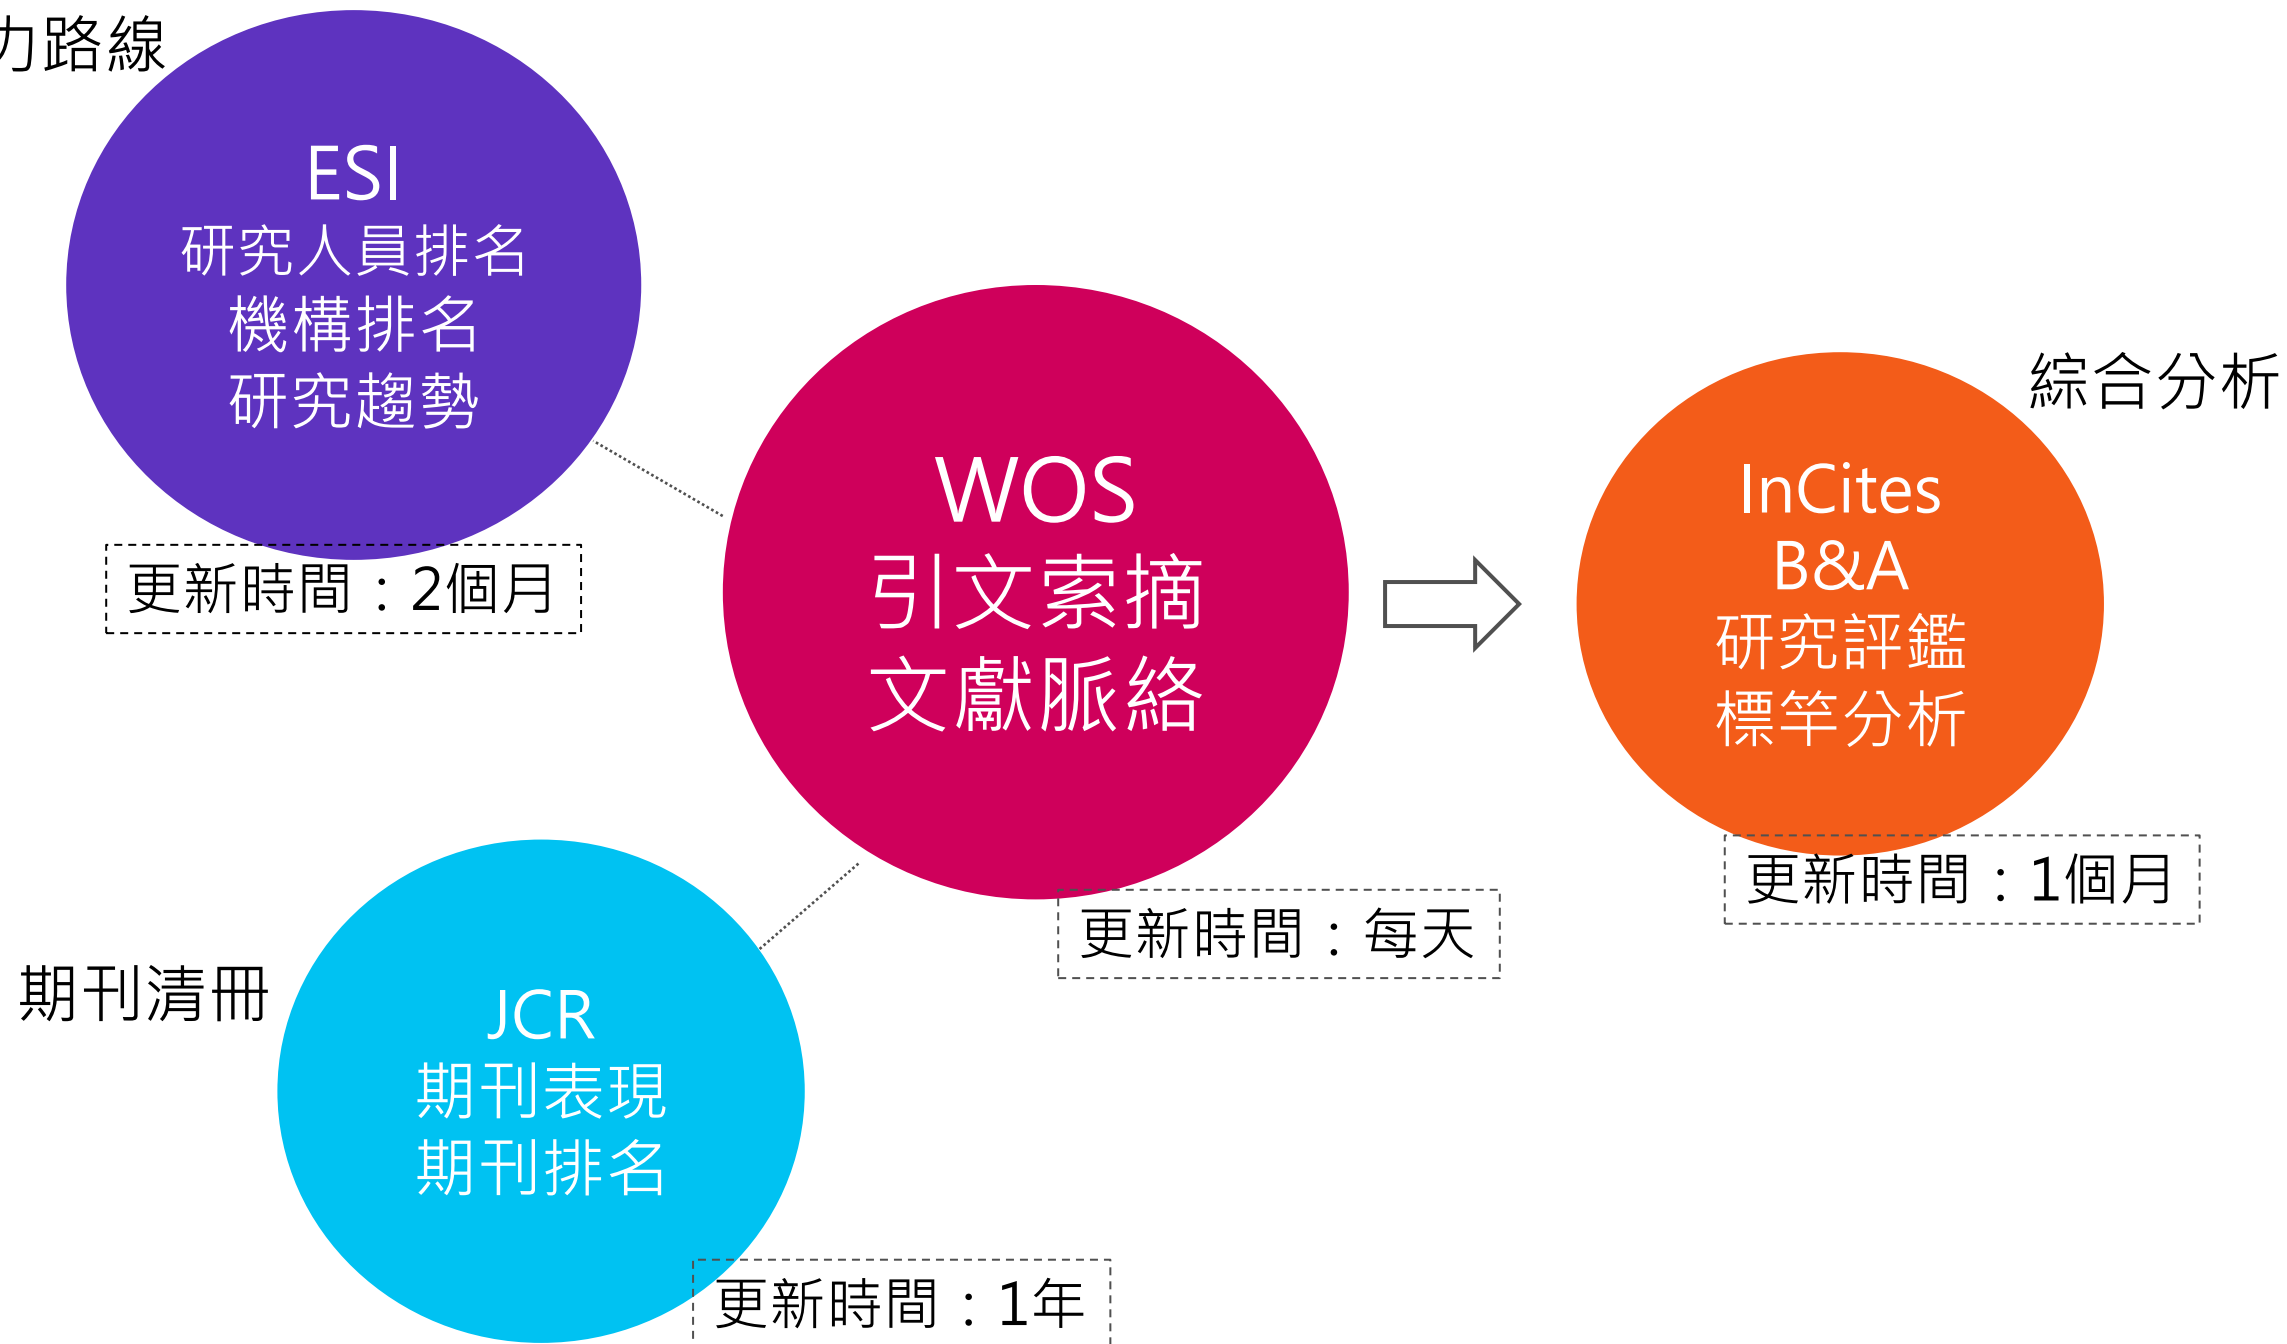 力路線
ESI
研究人員排名
機構排名
研究趨勢
更新時間：2個月
WOS
引文索摘
文獻脈絡
更新時間：每天
綜合分析
InCites
B&A
研究評鑑
標竿分析
更新時間：1個月
期刊清冊
JCR
期刊表現
期刊排名
更新時間：1年